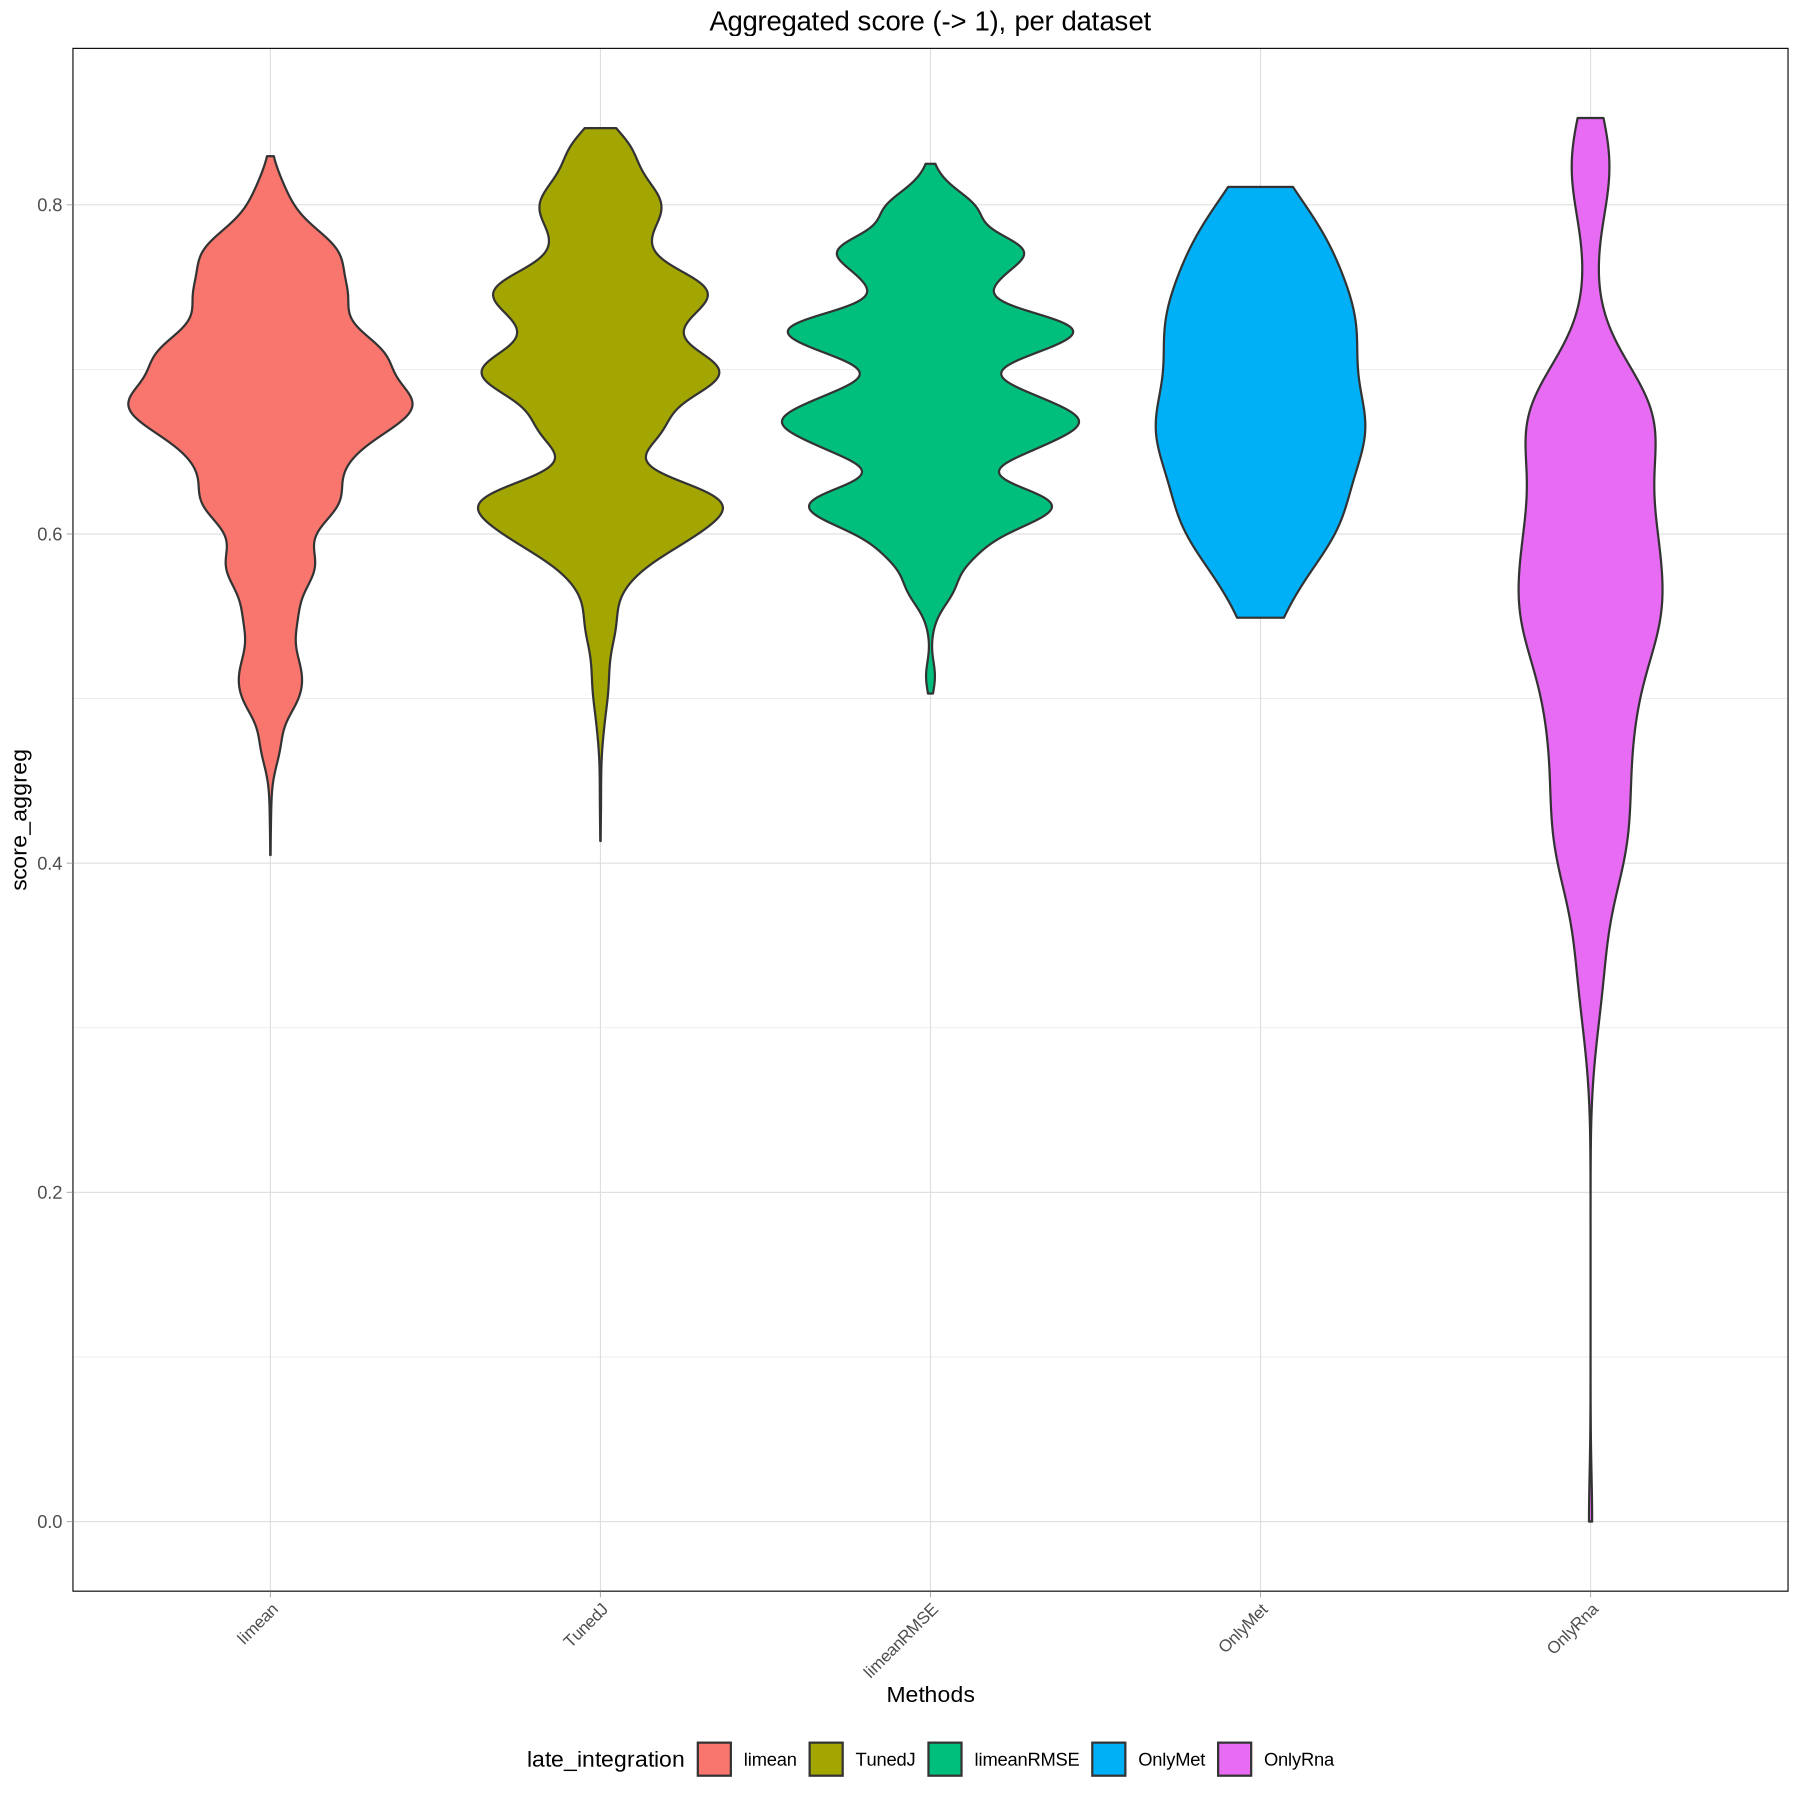 Aggregated score (-> 1), per dataset
score_aggreg
0.8
0.6
0.4
0.2
0.0
limean
TunedJ
limeanRMSE
OnlyMet
OnlyRna
Methods
late_integration limean TunedJ limeanRMSE OnlyMet OnlyRna